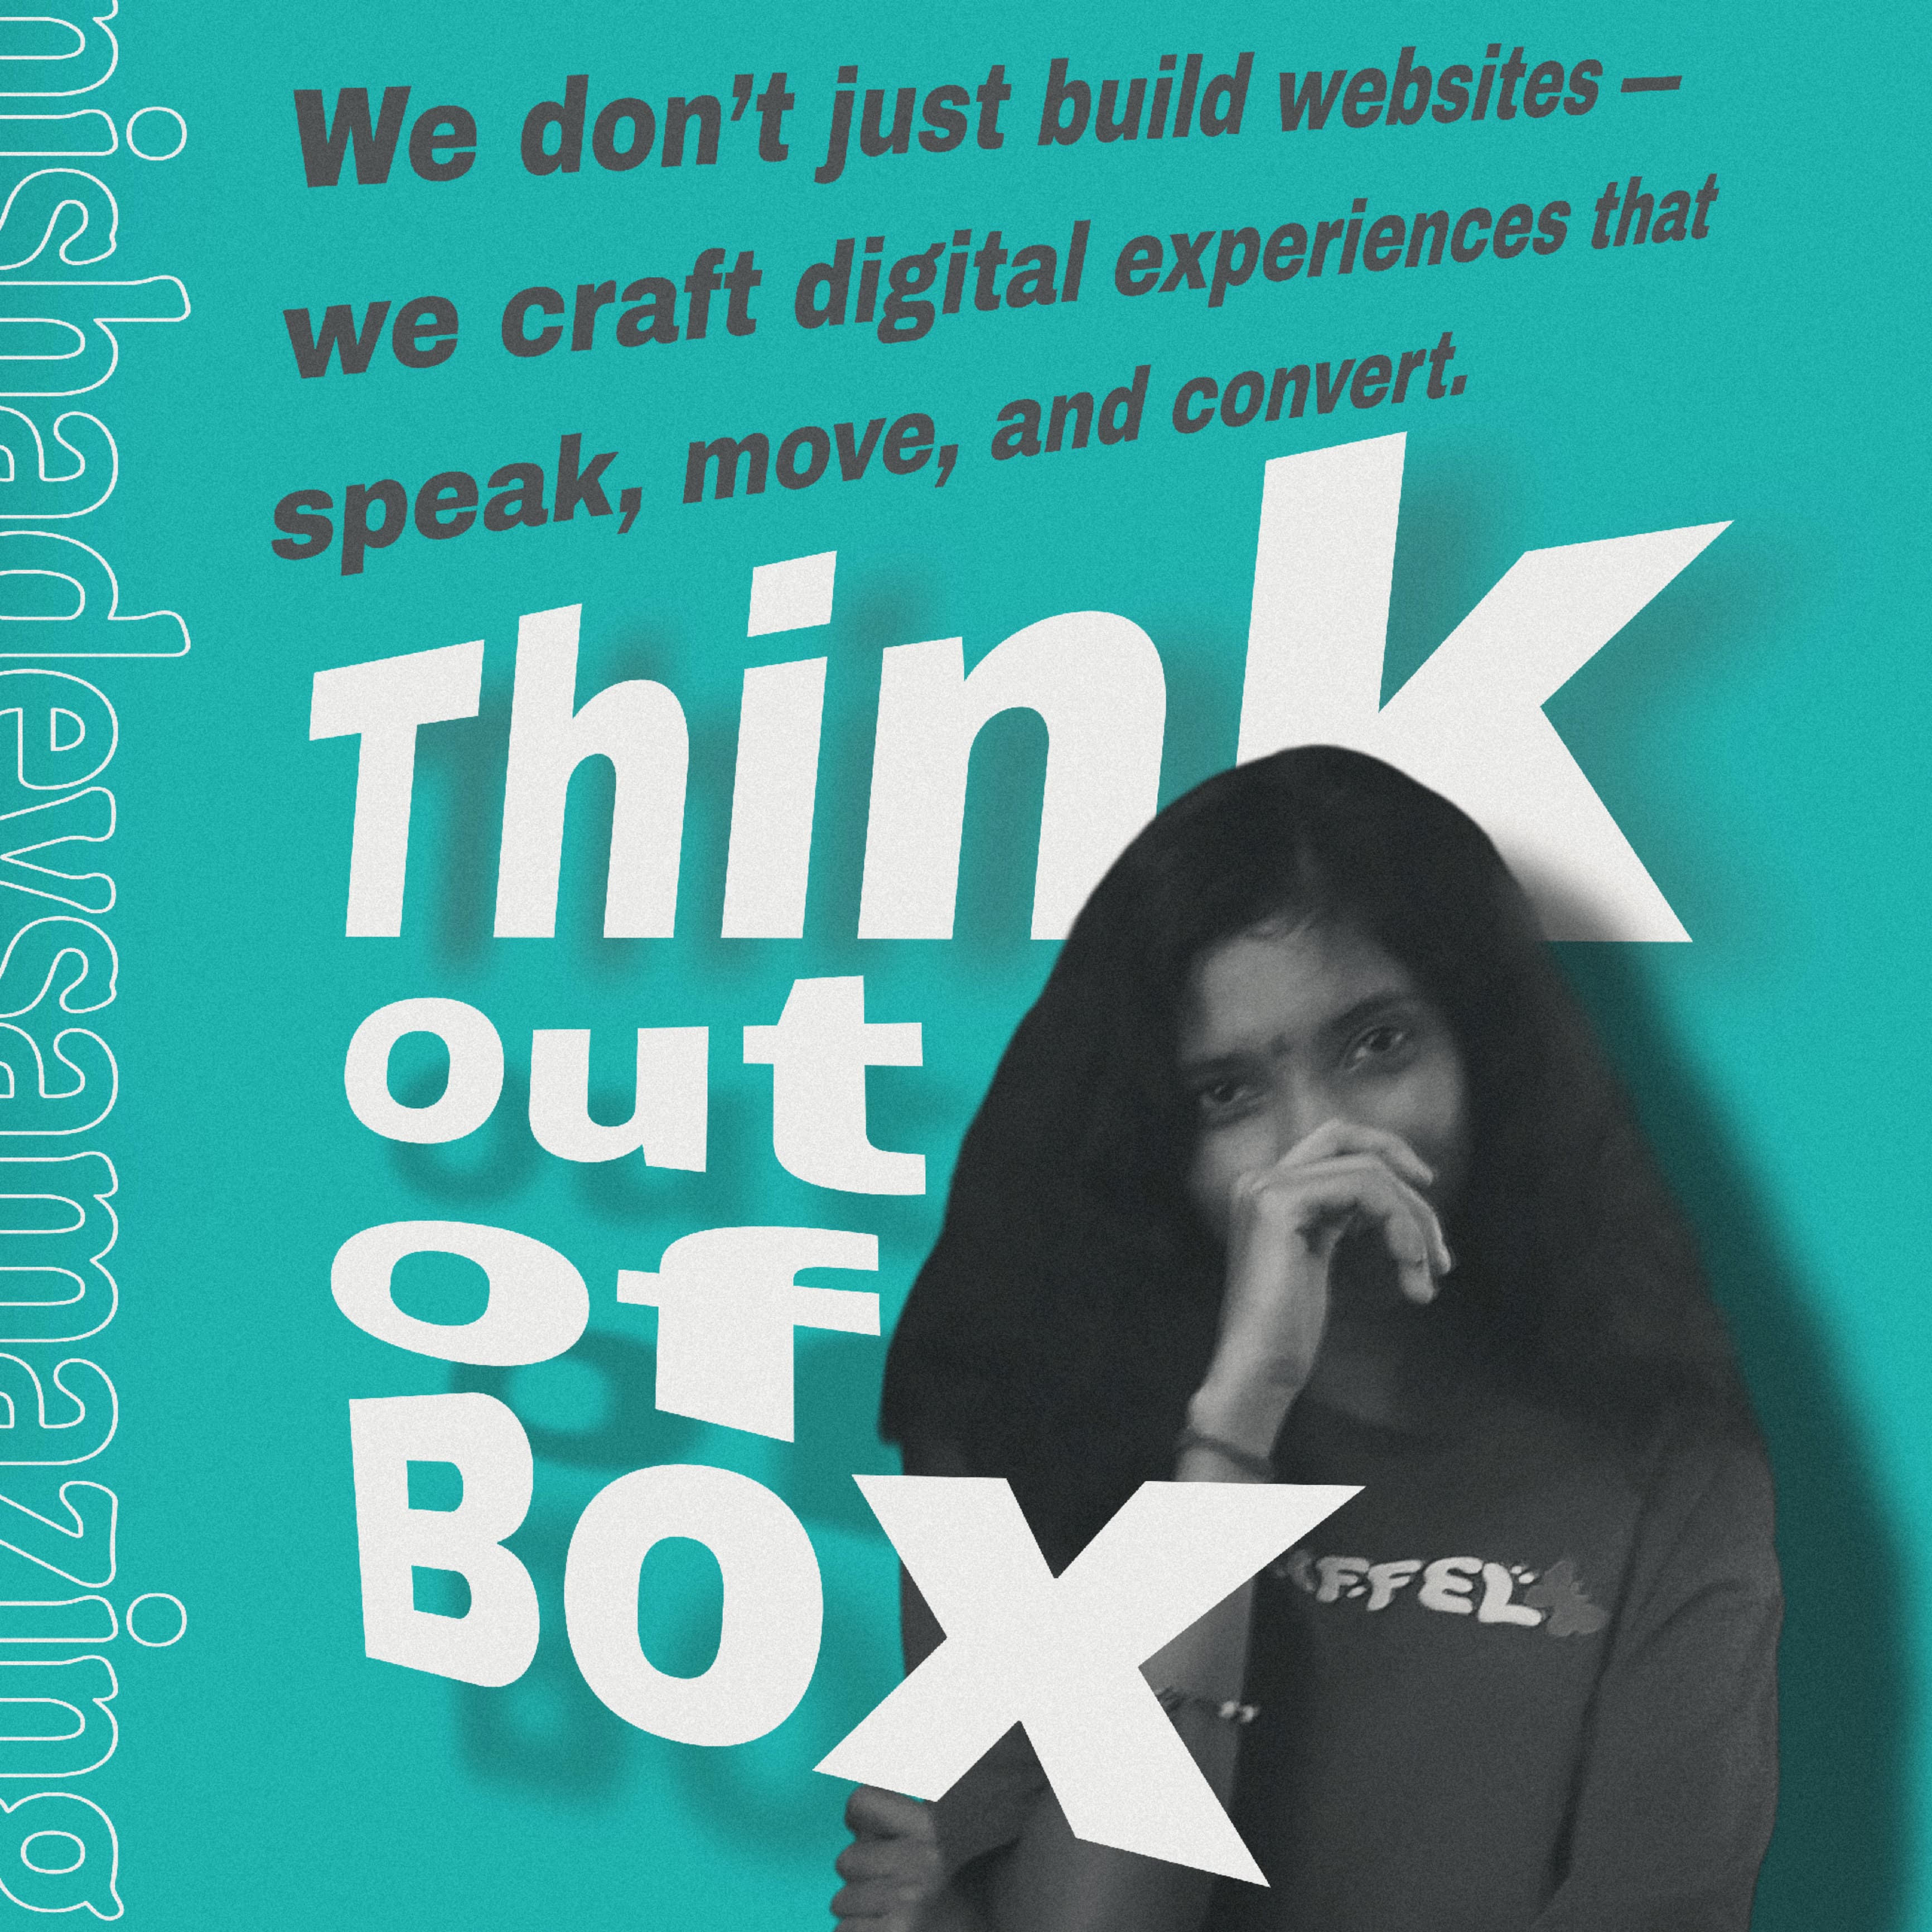 We don’t just build websites –
we craft digital experiences that
speak, move, and convert.
Think
out
of
Box
FFEL
mishadevsamazing